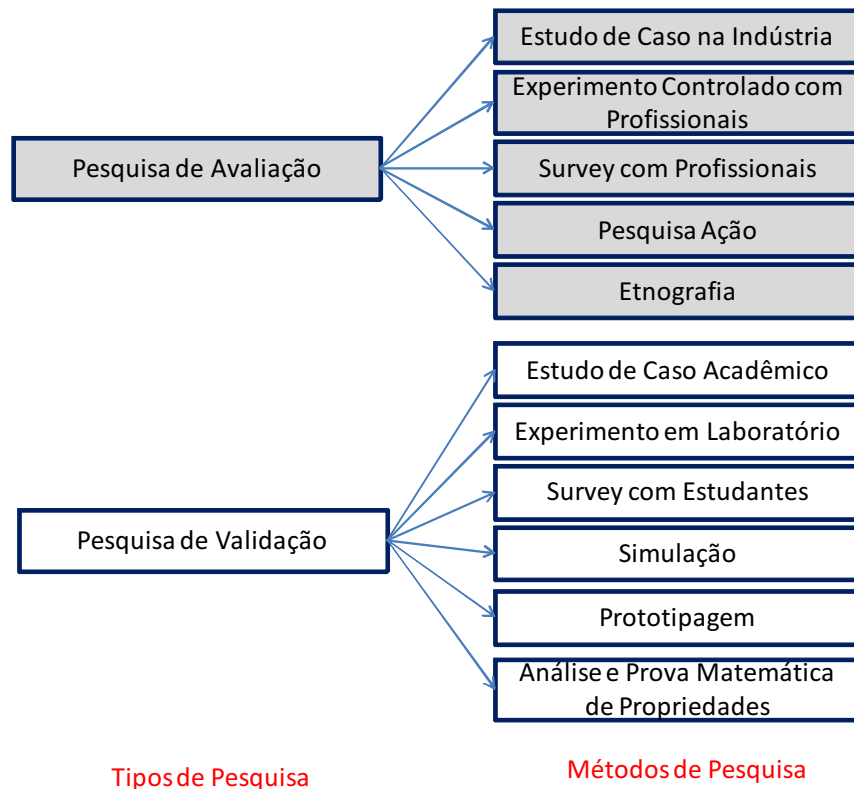 Pesquisa de Avaliação
Estudo de Caso na Indústria
Experimento Controlado com
Profissionais
Survey com Profissionais
Pesquisa Ação
Etnografia
Pesquisa de Validação
Estudo de Caso Acadêmico
Experimento em Laboratório
Survey com Estudantes
Simulação
Prototipagem
Análise e Prova Matemática
de Propriedades
Tipos de Pesquisa
Métodos de Pesquisa